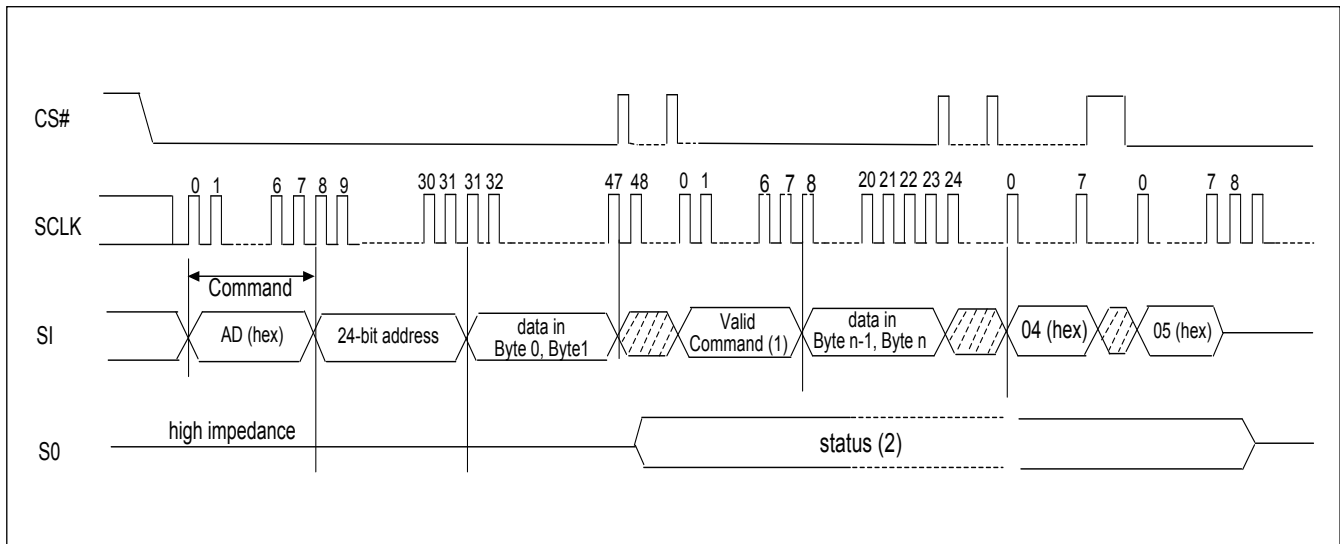 CS#
0 1 6 7 8 9 30 31 31 32 47 48 0 1 6 7 8 20 21 22 23 24 0 7 0 7 8
SCLK
Command
SI
AD (hex)
24-bit address
data in
Byte 0, Byte1
Valid
Command (1)
data in
Byte n-1, Byte n
04 (hex)
05 (hex)
high impedance
S0
status (2)